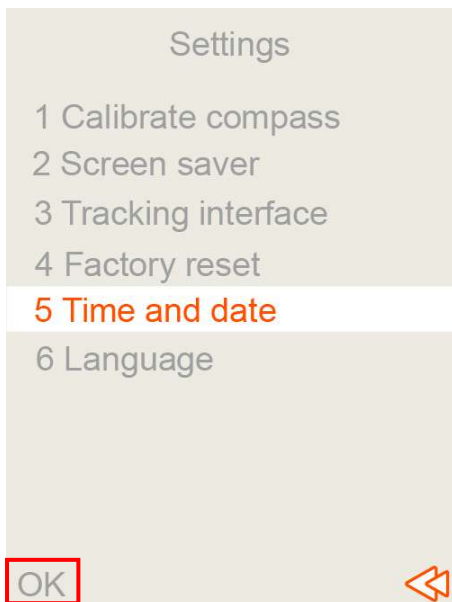 Settings
1 Calibrate compass
2 Screen saver
3 Tracking interface
4 Factory reset
5 Time and date
6 Language
OK